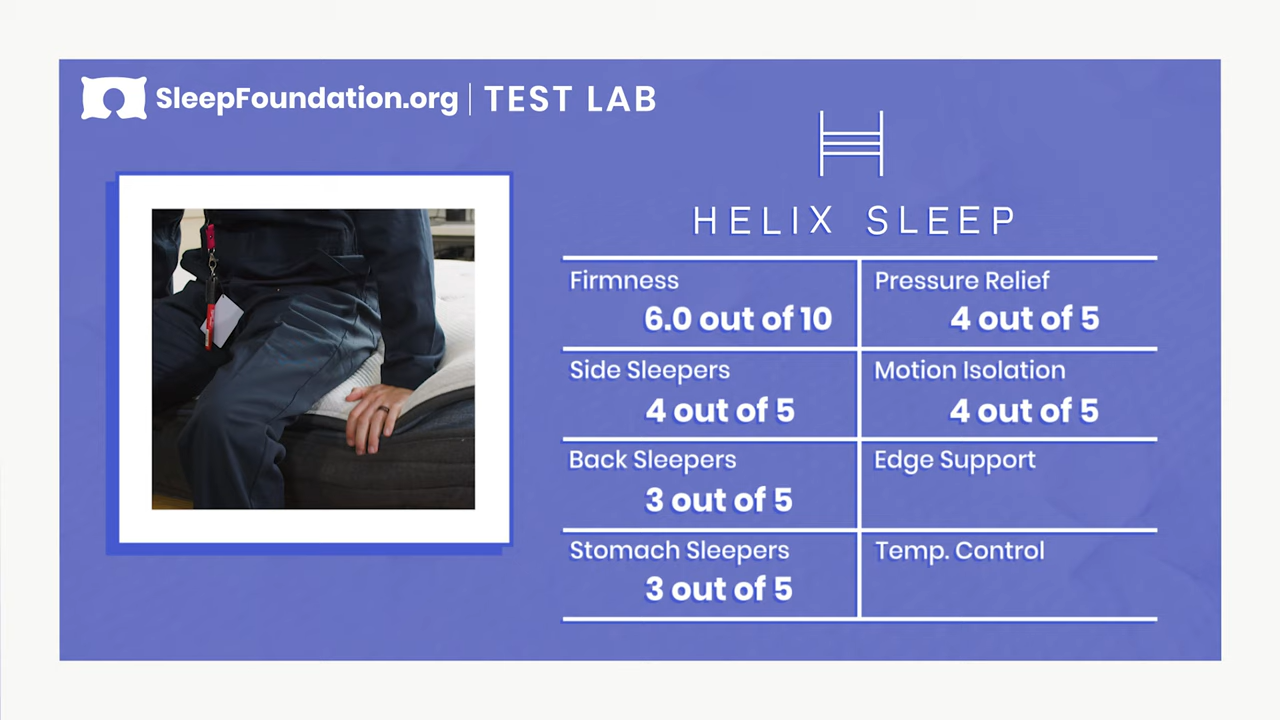 SleepFoundation.org | TEST LAB
HELIX SLEEP
Firmness
6.0 out of 10
Pressure Relief
4 out of 5
Side Sleepers
4 out of 5
Motion Isolation
4 out of 5
Back Sleepers
3 out of 5
Edge Support
Stomach Sleepers
3 out of 5
Temp. Control